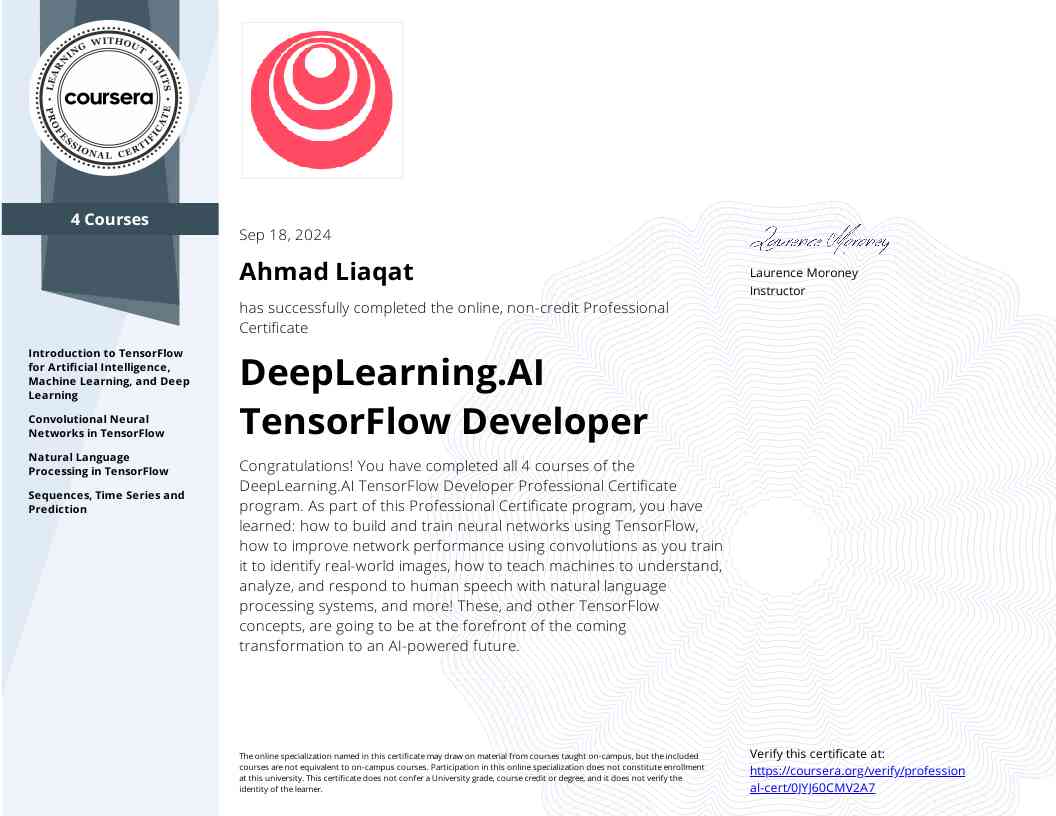 LEARNING WITHOUT LIMITS
coursera
PROFESSIONAL CERTIFICATE
4 Courses
Introduction to TensorFlow
for Artificial Intelligence,
Machine Learning, and Deep
Learning
Convolutional Neural
Networks in TensorFlow
Natural Language
Processing in TensorFlow
Sequences, Time Series and
Prediction
Sep 18, 2024
Ahmad Liaqat
has successfully completed the online, non-credit Professional
Certificate
DeepLearning.AI
TensorFlow Developer
Congratulations! You have completed all 4 courses of the
DeepLearning.AI TensorFlow Developer Professional Certificate
program. As part of this Professional Certificate program, you have
learned: how to build and train neural networks using TensorFlow,
how to improve network performance using convolutions as you train
it to identify real-world images, how to teach machines to understand,
analyze, and respond to human speech with natural language
processing systems, and more! These, and other TensorFlow
concepts, are going to be at the forefront of the coming
transformation to an AI-powered future.
Laurence Moroney
Laurence Moroney
Instructor
The online specialization named in this certificate may draw on material from courses taught on-campus, but the included
courses are not equivalent to on-campus courses. Participation in this online specialization does not constitute enrollment
at this university. This certificate does not confer a University grade, course credit or degree, and it does not verify the
identity of the learner.
Verify this certificate at:
https://coursera.org/verify/profession
al-cert/0JYJ60CMV2A7